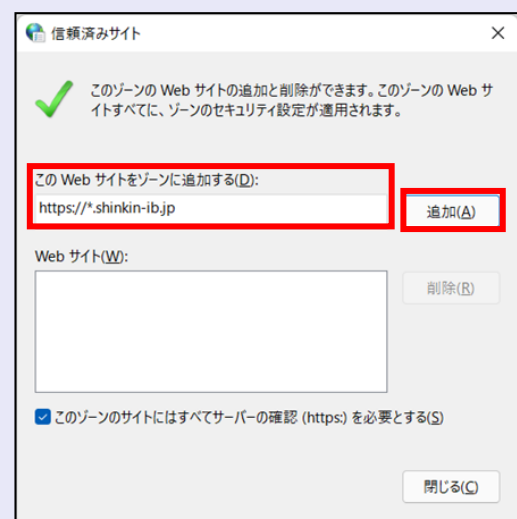 信頼済みサイト
このゾーンの Web サイトの追加と削除ができます。このゾーンの Web サ
イトすべてに、ゾーンのセキュリティ設定が適用されます。
この Web サイトをゾーンに追加する(D):
https://*.shinkin-ib.jp
追加(A)
Web サイト(W):
削除(R)
このゾーンのサイトにはすべてサーバーの確認 (https:) を必要とする(S)
閉じる(C)